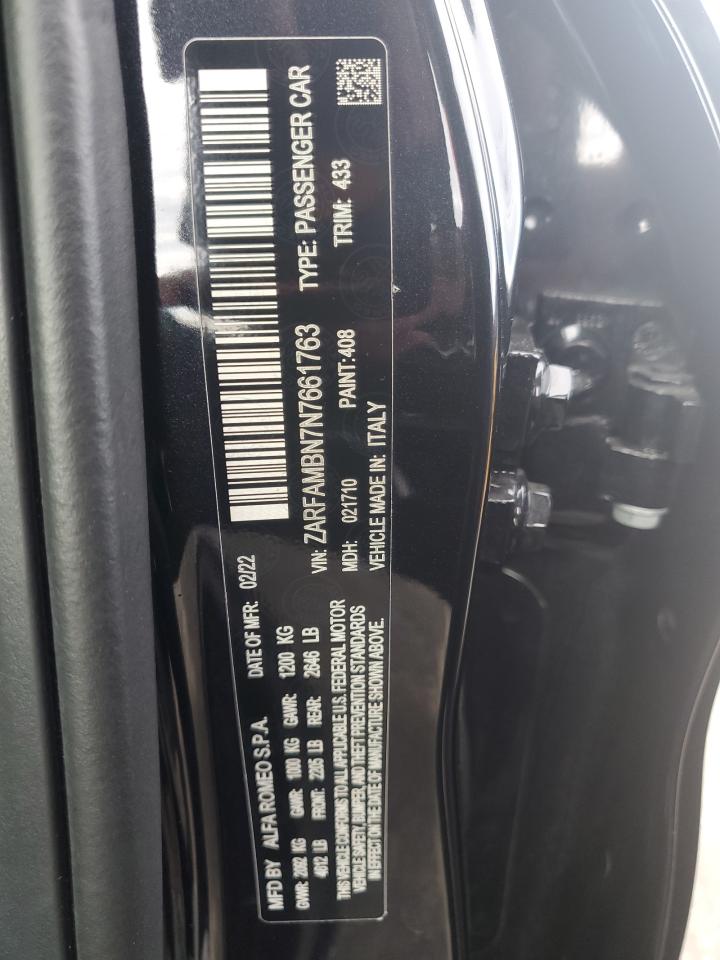 MFD BY ALFA ROMEO S.P.A. DATE OF MFR: 02/22
GVWR: 2092 KG GAWR: 1000 KG GAWR: 1200 KG
FRONT: 2205 LB REAR: 2646 LB
THIS VEHICLE CONFORMS TO ALL APPLICABLE U.S. FEDERAL MOTOR
VEHICLE SAFETY, BUMPER, AND THEFT PREVENTION STANDARDS
IN EFFECT ON THE DATE OF MANUFACTURE SHOWN ABOVE.
VIN: ZARFAMBN7N7661763 TYPE: PASSENGER CAR
MDH: 021710 PAINT:408 TRIM: 433
VEHICLE MADE IN: ITALY